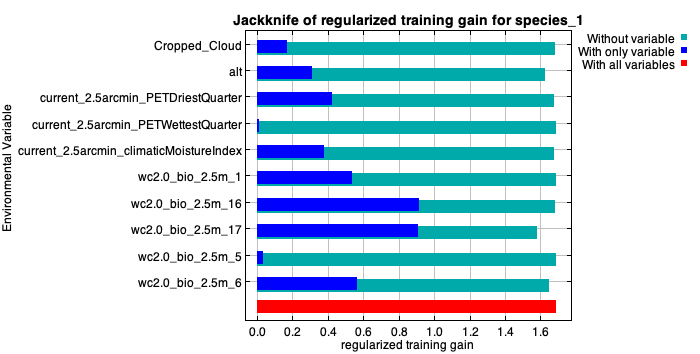 Jackknife of regularized training gain for species_1
Without variable
With only variable
With all variables
Environmental Variable
Cropped_Cloud
alt
current_2.5arcmin_PETDriestQuarter
current_2.5arcmin_PETWettestQuarter
current_2.5arcmin_climaticMoistureIndex
wc2.0_bio_2.5m_1
wc2.0_bio_2.5m_16
wc2.0_bio_2.5m_17
wc2.0_bio_2.5m_5
wc2.0_bio_2.5m_6
0.0 0.2 0.4 0.6 0.8 1.0 1.2 1.4 1.6
regularized training gain